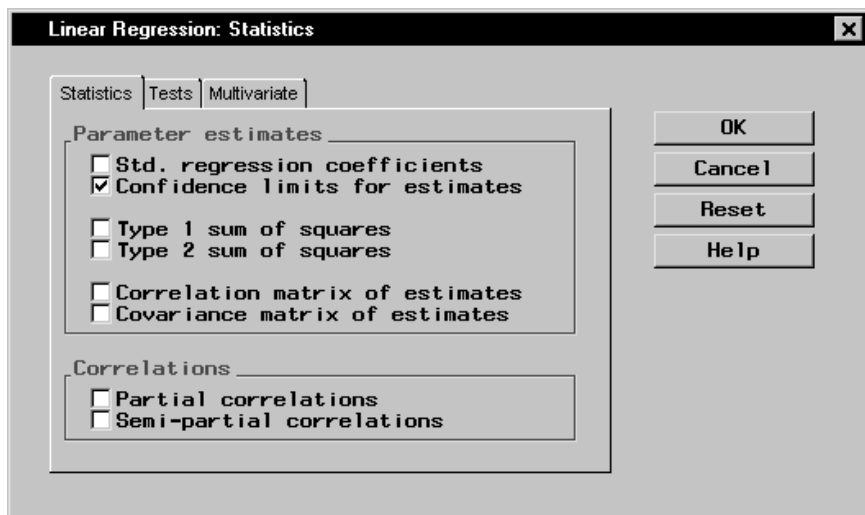 Linear Regression: Statistics
Statistics Tests Multivariate
Parameter estimates
Std. regression coefficients
Confidence limits for estimates
Type 1 sum of squares
Type 2 sum of squares
Correlation matrix of estimates
Covariance matrix of estimates
Correlations
Partial correlations
Semi-partial correlations
OK
Cancel
Reset
Help